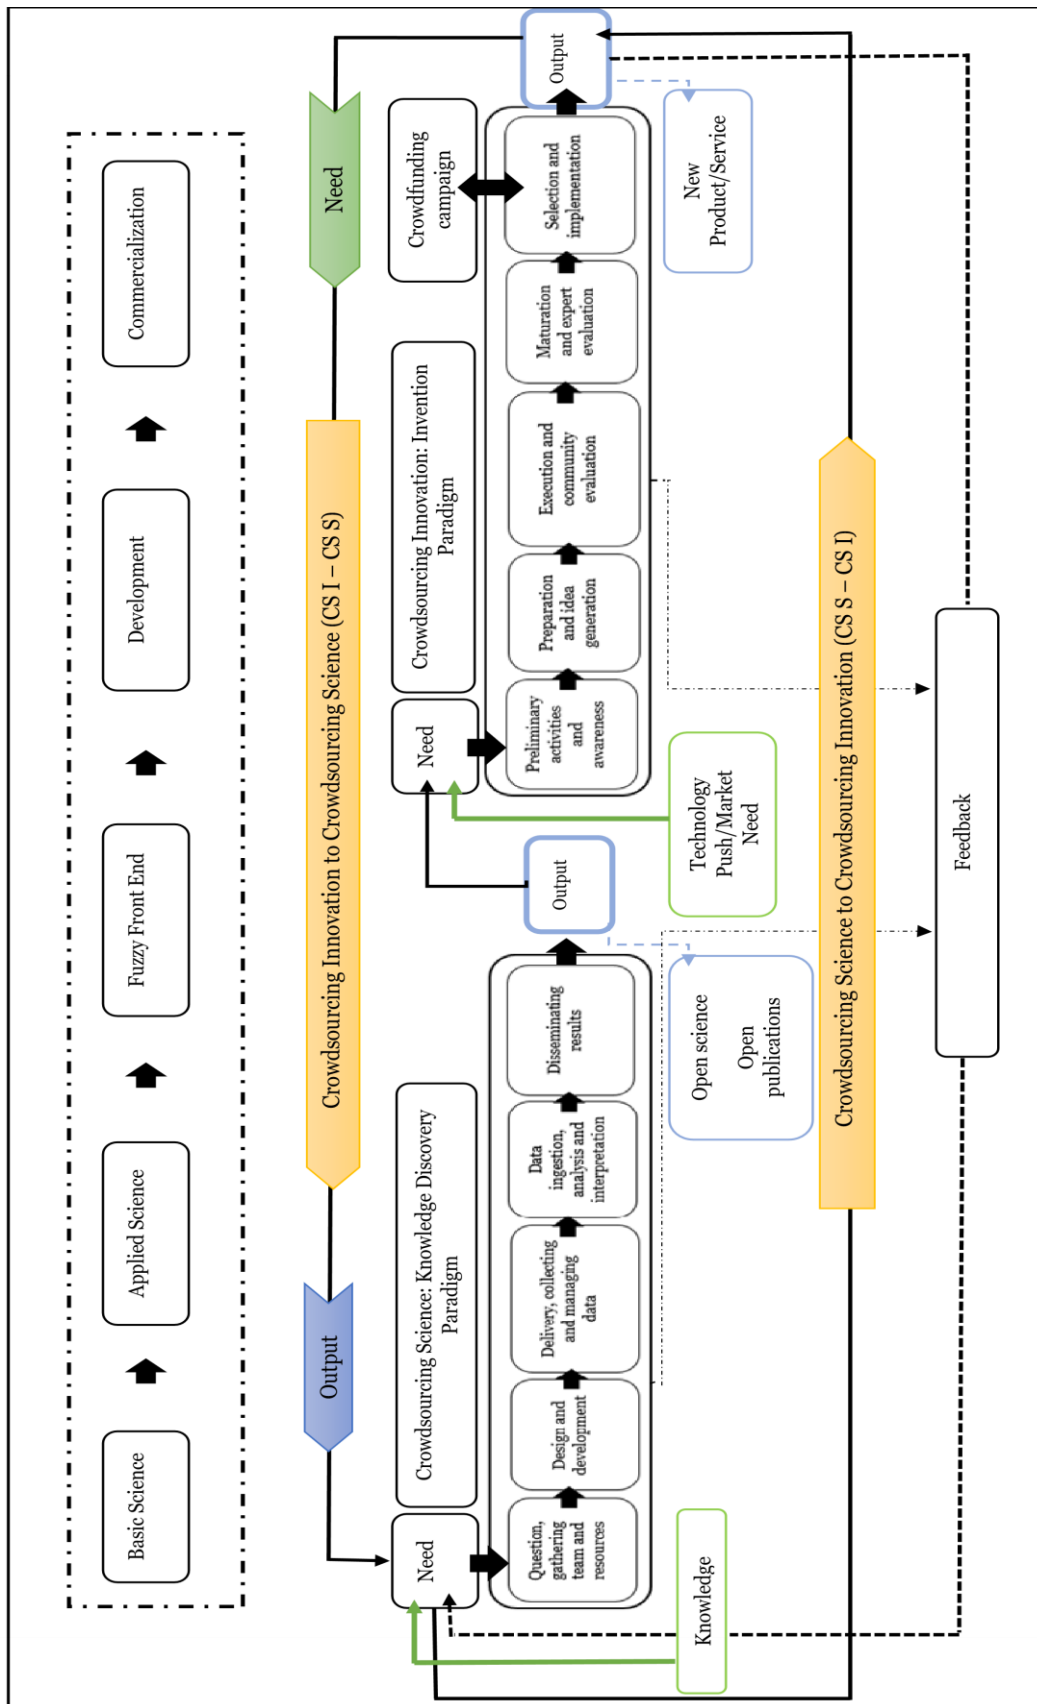 Basic Science
Applied Science
Fuzzy Front End
Development
Commercialization
Output
Crowdsourcing Innovation to Crowdsourcing Science (CS I – CS S)
Need
Need
Crowdsourcing Science: Knowledge Discovery
Paradigm
Question,
gathering
team and
resources
Design and
development
Delivery, collecting
and managing
data
Data
ingestion,
analysis and
interpretation
Disseminating
results
Output
Need
Crowdsourcing Innovation: Invention
Paradigm
Crowdfunding
campaign
Preliminary
activities
and
awareness
Preparation
and idea
generation
Execution and
community
evaluation
Maturation
and expert
evaluation
Selection and
implementation
Output
Knowledge
Open science
Open
publications
Technology
Push/Market
Need
New
Product/Service
Crowdsourcing Science to Crowdsourcing Innovation (CS S – CS I)
Feedback